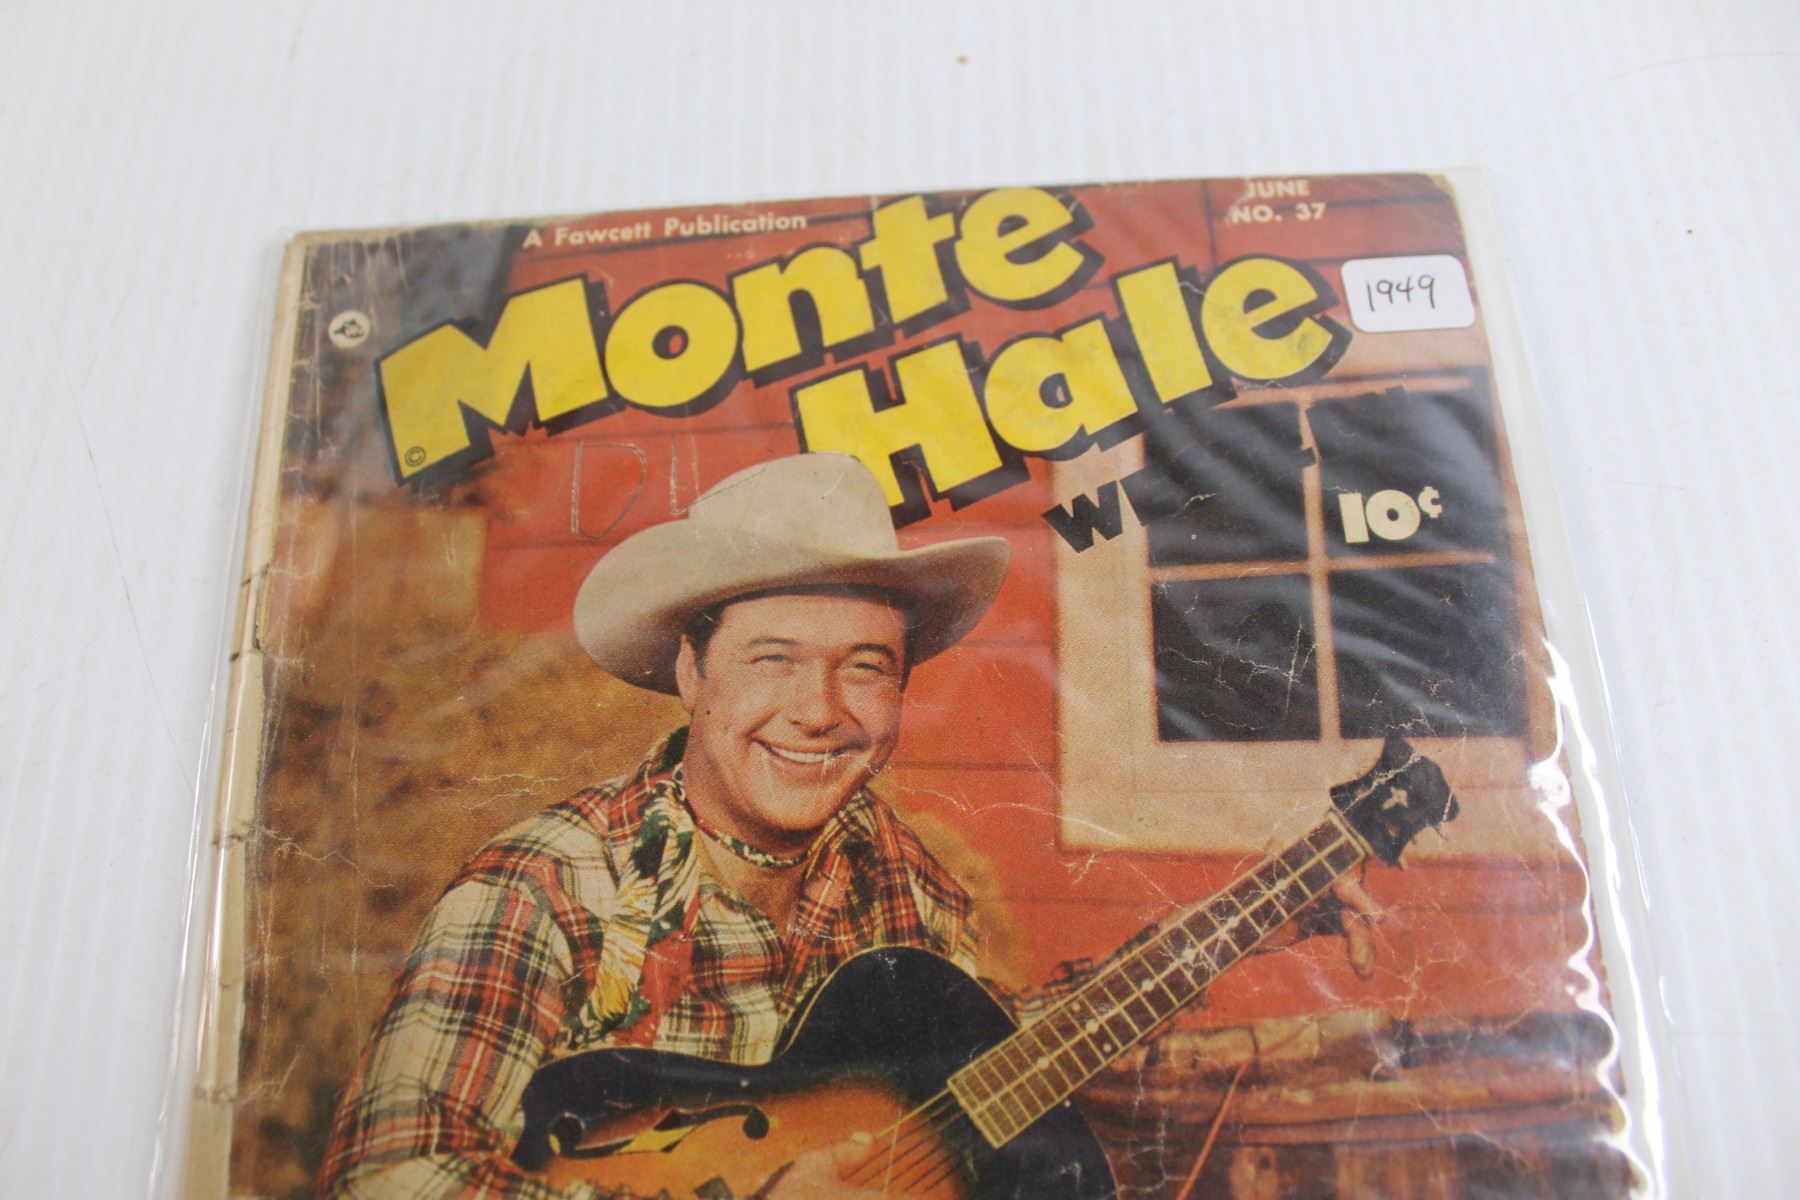 A Fawcett Publication
JUNE
NO. 37
Monte
Hale
©
1949
10¢